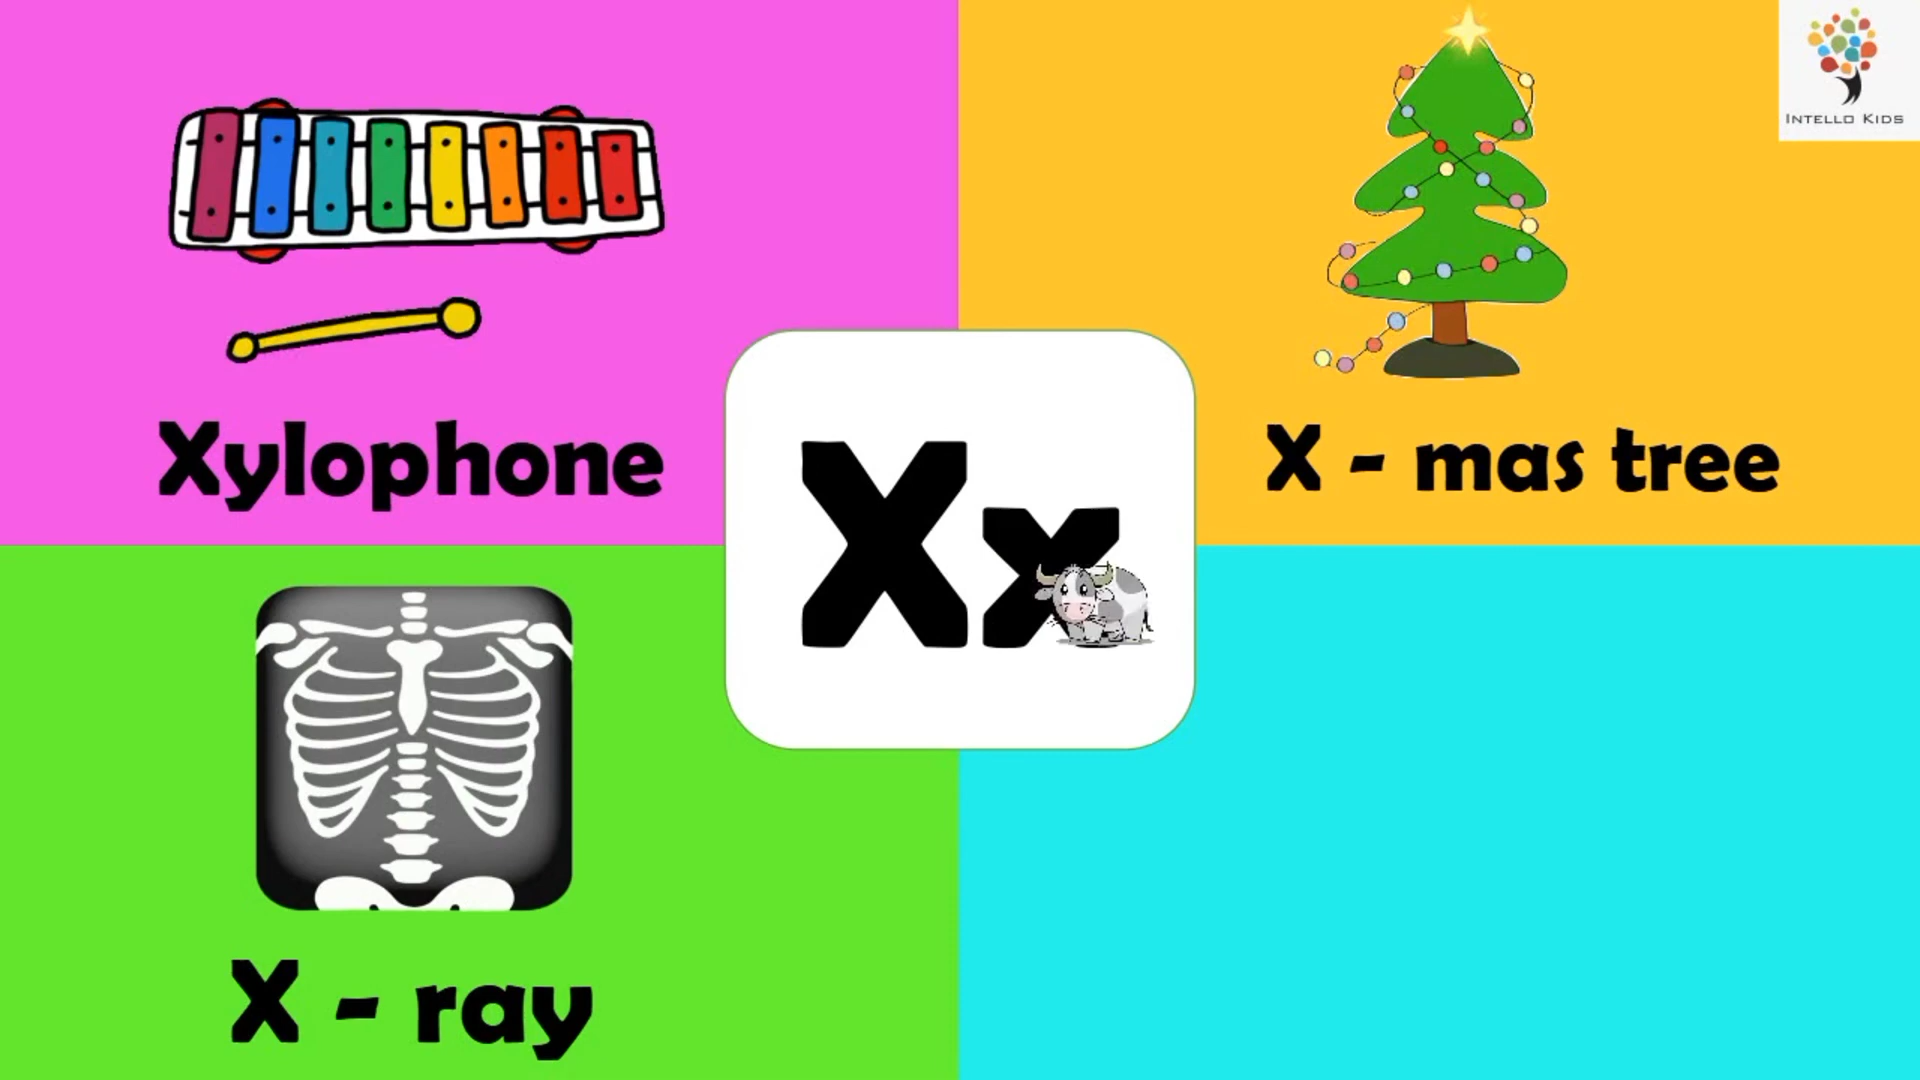 INTELLO KIDS
Xylophone
X - mas tree
Xx
X - ray